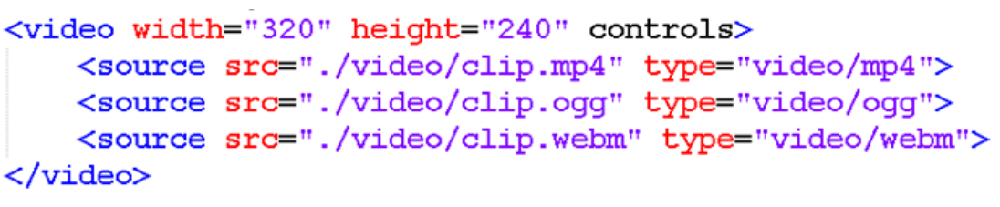 <video width="320" height="240" controls>
    <source src="./video/clip.mp4" type="video/mp4">
    <source src="./video/clip.ogg" type="video/ogg">
    <source src="./video/clip.webm" type="video/webm">
</video>